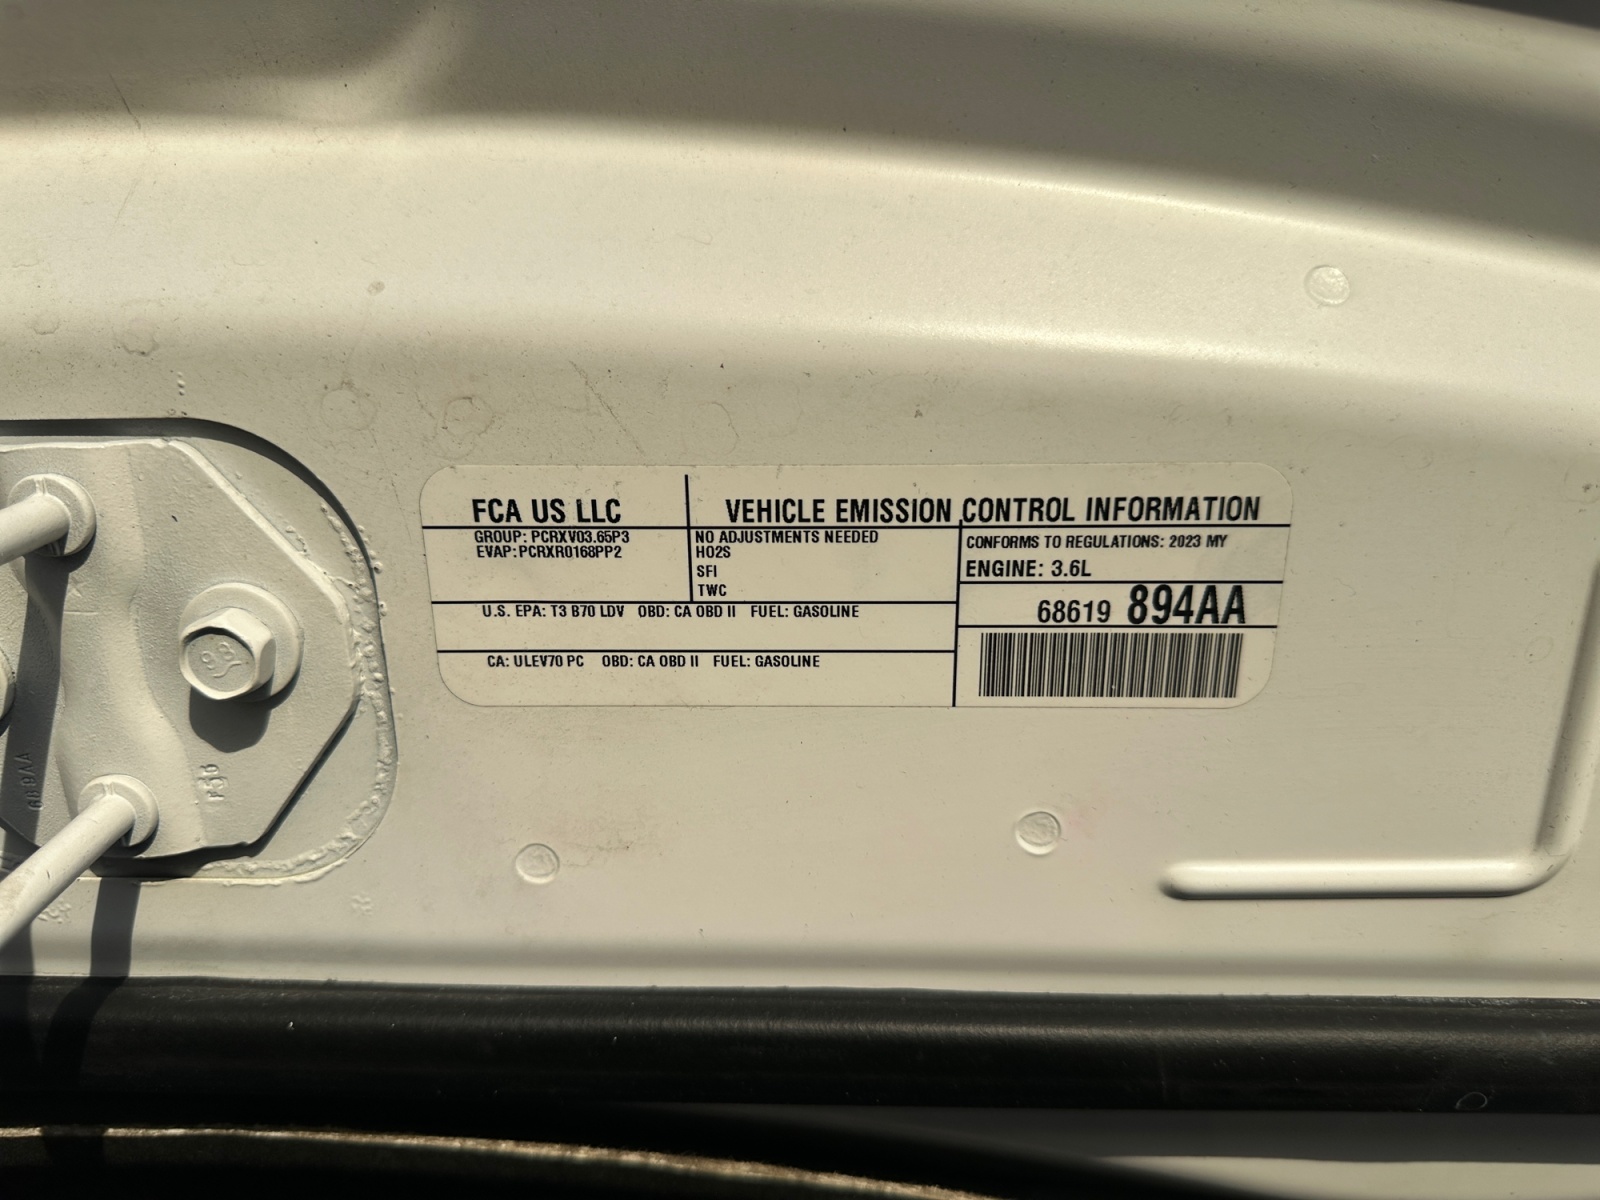 FCA US LLC
VEHICLE EMISSION CONTROL INFORMATION
GROUP: PCRXV03.65P3
EVAP:PCRXR0168PP2
NO ADJUSTMENTS NEEDED
HO2S
SFI
TWC
CONFORMS TO REGULATIONS: 2023 MY
ENGINE: 3.6L
68619 894AA
U.S. EPA: T3 B70 LDV OBD: CA OBD II FUEL: GASOLINE
CA: ULEV70 PC OBD: CA OBD II FUEL: GASOLINE